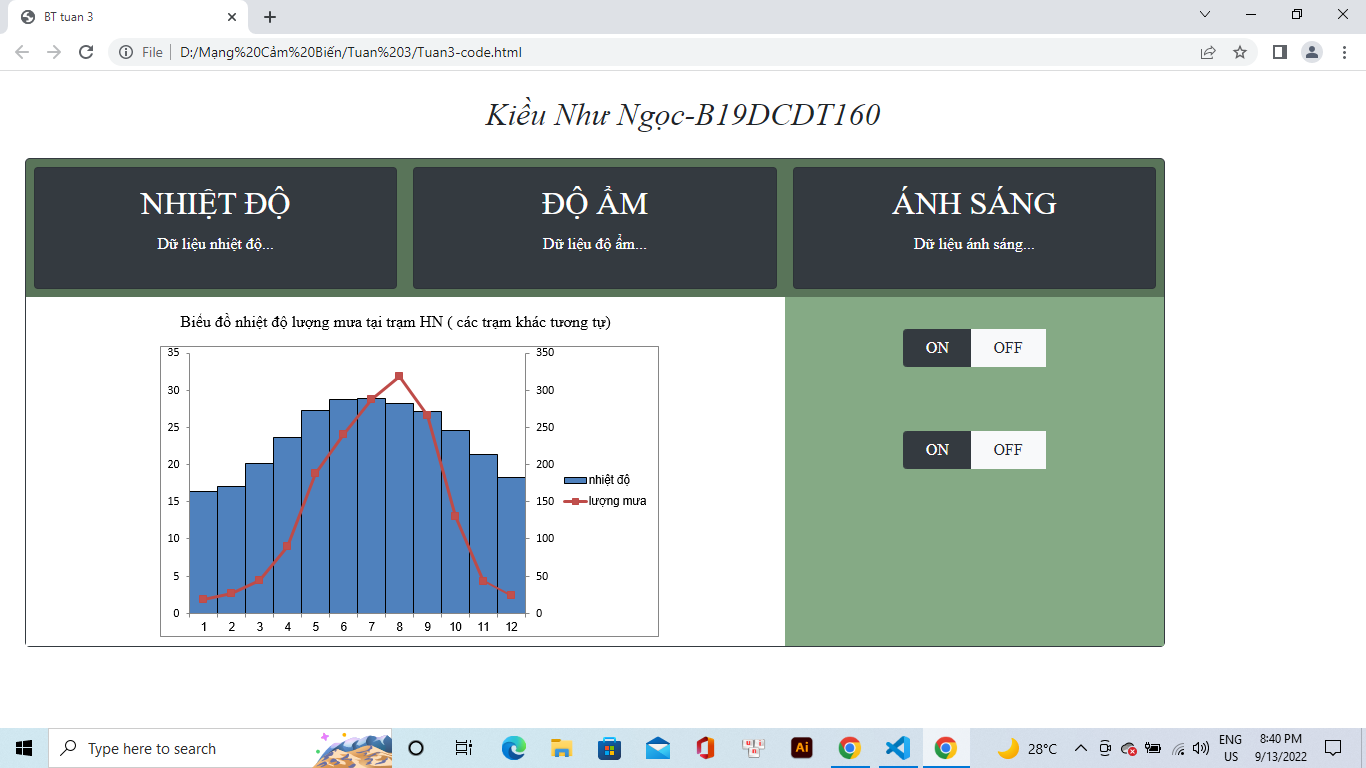 BT tuan 3
File
D:/Mạng%20Cảm%20Biến/Tuan%203/Tuan3-code.html
Kiều Như Ngọc-B19DCDT160
NHIỆT ĐỘ
Dữ liệu nhiệt độ...
ĐỘ ẨM
Dữ liệu độ ẩm...
ÁNH SÁNG
Dữ liệu ánh sáng...
Biểu đồ nhiệt độ lượng mưa tại trạm HN ( các trạm khác tương tự)
35
30
25
20
15
10
5
0
350
300
250
200
150
100
50
0
1 2 3 4 5 6 7 8 9 10 11 12
nhiệt độ
lượng mưa
ON OFF
ON OFF
Type here to search
Ai
28°C
ENG
US
8:40 PM
9/13/2022